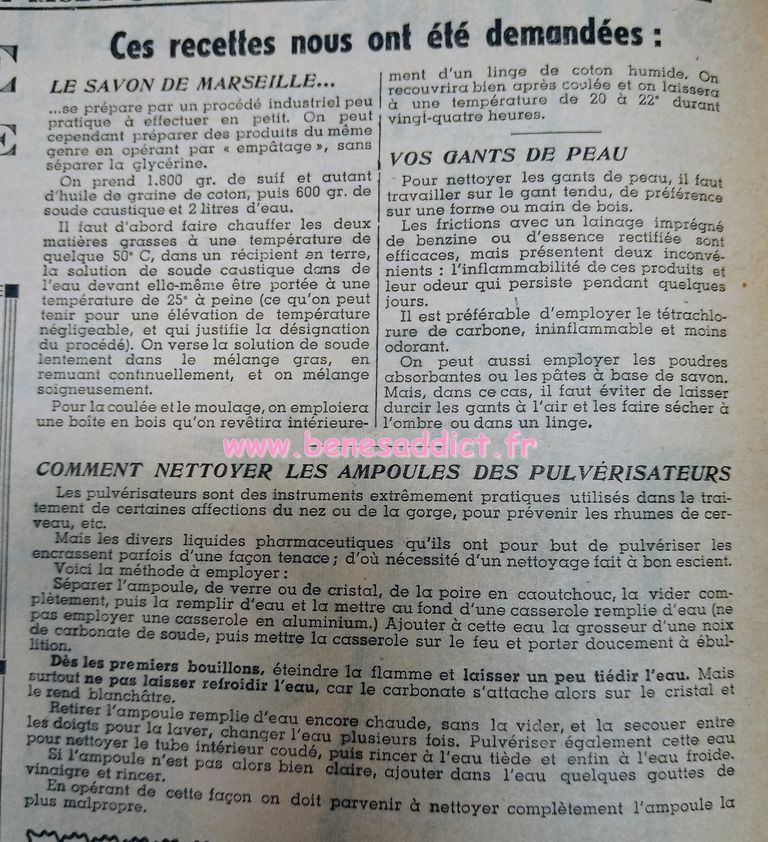 Ces recettes nous ont été demandées :
LE SAVON DE MARSEILLE...
...se prépare par un procédé industriel peu
pratique à effectuer en petit. On peut
cependant préparer des produits du même
genre en opérant par « empâtage », sans
séparer la glycérine.
On prend 1.800 gr. de suif et autant
d'huile de graine de coton, puis 600 gr. de
soude caustique et 2 litres d'eau.
Il faut d'abord faire chauffer les deux
matières grasses à une température de
quelque 50° C, dans un récipient en terre,
la solution de soude caustique dans de
l'eau devant elle-même être portée à une
température de 25° à peine (ce qu'on peut
tenir pour une élévation de température
négligeable, et qui justifie la désignation
du procédé). On verse la solution de soude
lentement dans le mélange gras, en
remuant continuellement, et on mélange
soigneusement.
Pour la coulée et le moulage, on emploiera
une boîte en bois qu'on revêtira intérieure-
ment d'un linge de coton humide. On
recouvrira bien après coulée et on laissera
à une température de 20 à 22° durant
vingt-quatre heures.
VOS GANTS DE PEAU
Pour nettoyer les gants de peau, il faut
travailler sur le gant tendu, de préférence
sur une forme ou main de bois.
Les frictions avec un lainage imprégné
de benzine ou d'essence rectifiée sont
efficaces, mais présentent deux inconvé-
nients : l'inflammabilité de ces produits et
leur odeur qui persiste pendant quelques
jours.
Il est préférable d'employer le tétrachlo-
rure de carbone, ininflammable et moins
odorant.
On peut aussi employer les poudres
absorbantes ou les pâtes à base de savon.
Mais, dans ce cas, il faut éviter de laisser
durcir les gants à l'air et les faire sécher à
l'ombre ou dans un linge.
www.benesaddict.fr
COMMENT NETTOYER LES AMPOULES DES PULVÉRISATEURS
Les pulvérisateurs sont des instruments extrêmement pratiques utilisés dans le trai-
tement de certaines affections du nez ou de la gorge, pour prévenir les rhumes de cer-
veau, etc.
Mais les divers liquides pharmaceutiques qu'ils ont pour but de pulvériser les
encrassent parfois d'une façon tenace ; d'où nécessité d'un nettoyage fait à bon escient.
Voici la méthode à employer :
Séparer l'ampoule, de verre ou de cristal, de la poire en caoutchouc, la vider com-
plètement, puis la remplir d'eau et la mettre au fond d'une casserole remplie d'eau (ne
pas employer une casserole en aluminium.) Ajouter à cette eau la grosseur d'une noix
de carbonate de soude, puis mettre la casserole sur le feu et porter doucement à ébul-
lition.
Dès les premiers bouillons, éteindre la flamme et laisser un peu tiédir l'eau. Mais
surtout ne pas laisser refroidir l'eau, car le carbonate s'attache alors sur le cristal et
le rend blanchâtre.
Retirer l'ampoule remplie d'eau encore chaude, sans la vider, et la secouer entre
les doigts pour la laver, changer l'eau plusieurs fois. Pulvériser également cette eau
pour nettoyer le tube intérieur coudé, puis rincer à l'eau tiède et enfin à l'eau froide.
Si l'ampoule n'est pas alors bien claire, ajouter dans l'eau quelques gouttes de
vinaigre et rincer.
En opérant de cette façon on doit parvenir à nettoyer complètement l'ampoule la
plus malpropre.